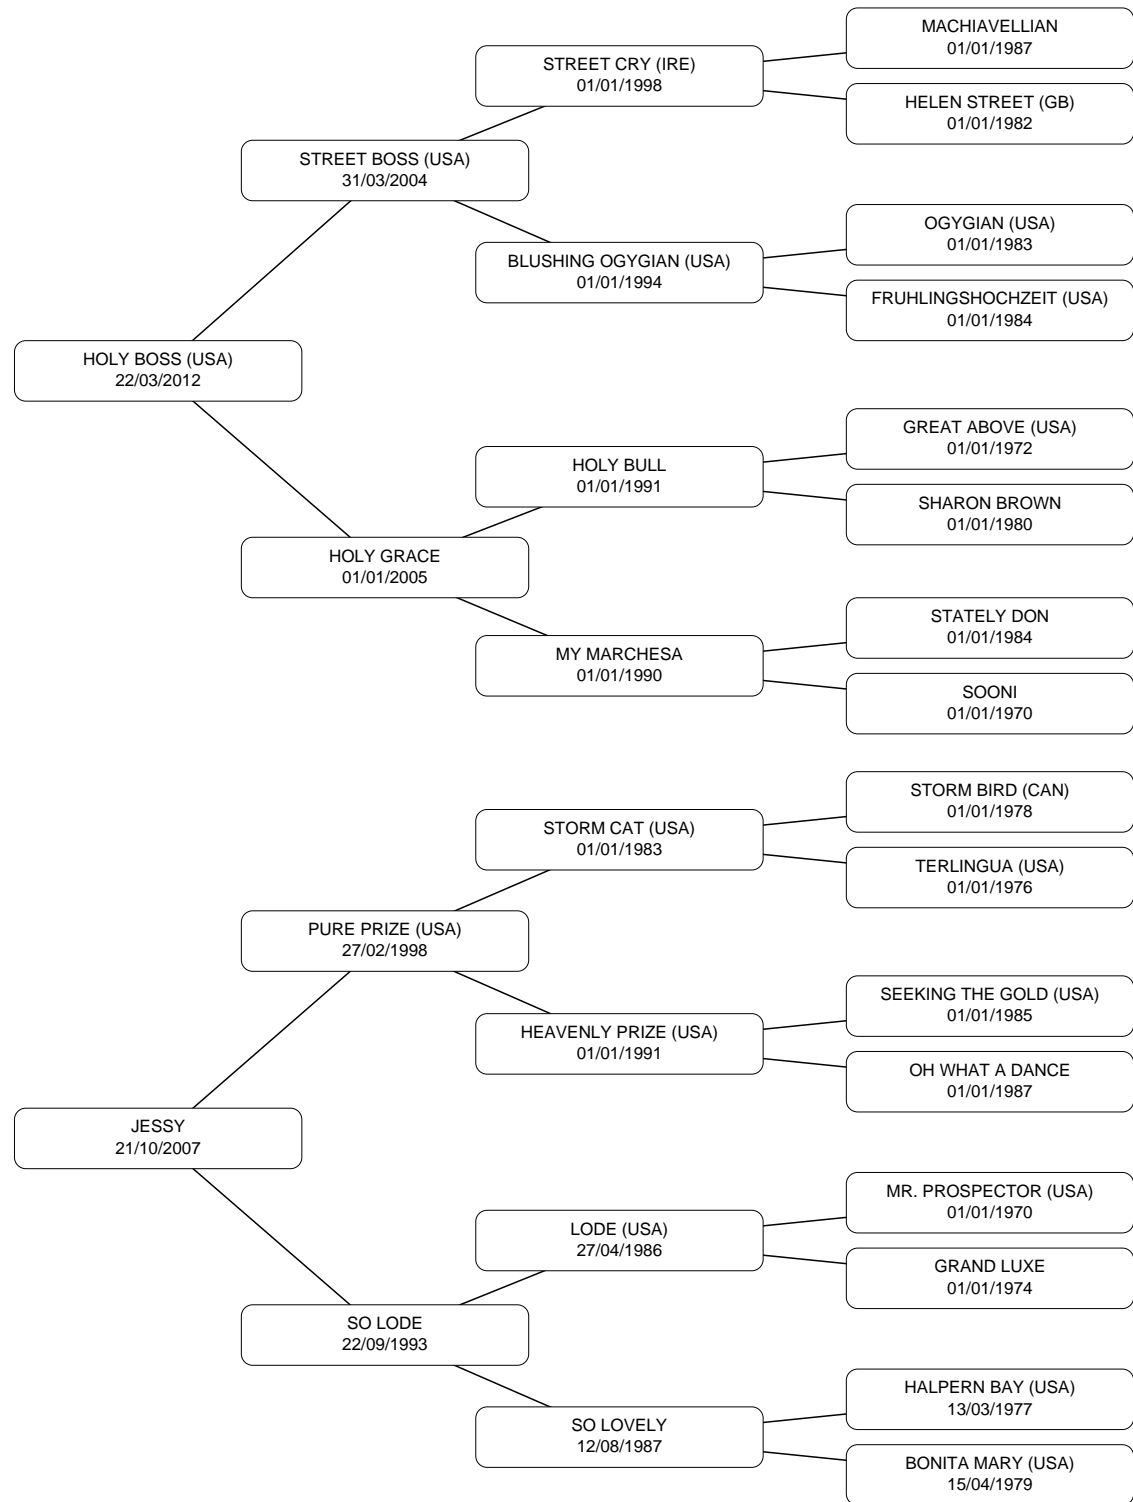 MACHIAVELLIAN
01/01/1987
STREET CRY (IRE)
01/01/1998
HELEN STREET (GB)
01/01/1982
STREET BOSS (USA)
31/03/2004
OGYGIAN (USA)
01/01/1983
BLUSHING OGYGIAN (USA)
01/01/1994
FRUHLINGSHOCHZEIT (USA)
01/01/1984
HOLY BOSS (USA)
22/03/2012
GREAT ABOVE (USA)
01/01/1972
HOLY BULL
01/01/1991
SHARON BROWN
01/01/1980
HOLY GRACE
01/01/2005
STATELY DON
01/01/1984
MY MARCHESA
01/01/1990
SOONI
01/01/1970
STORM BIRD (CAN)
01/01/1978
STORM CAT (USA)
01/01/1983
TERLINGUA (USA)
01/01/1976
PURE PRIZE (USA)
27/02/1998
SEEKING THE GOLD (USA)
01/01/1985
HEAVENLY PRIZE (USA)
01/01/1991
OH WHAT A DANCE
01/01/1987
JESSY
21/10/2007
MR. PROSPECTOR (USA)
01/01/1970
LODE (USA)
27/04/1986
GRAND LUXE
01/01/1974
SO LODE
22/09/1993
HALPERN BAY (USA)
13/03/1977
SO LOVELY
12/08/1987
BONITA MARY (USA)
15/04/1979